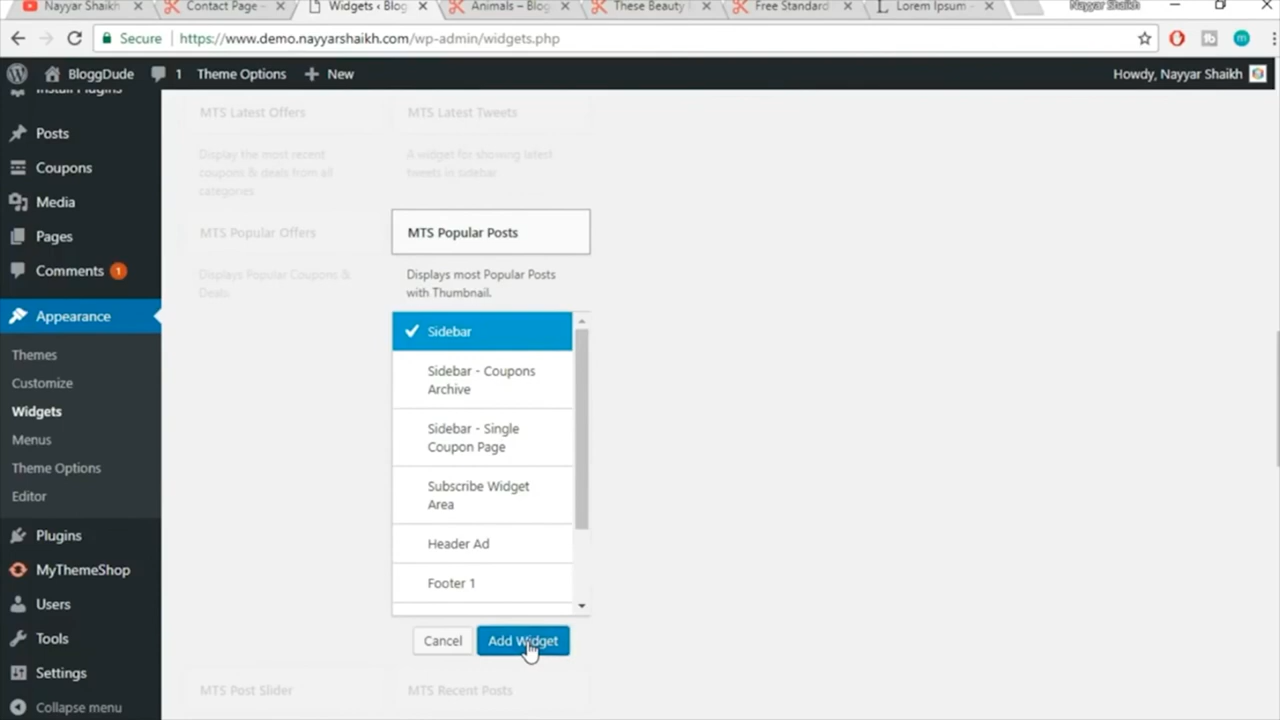 Nayyar Shaikh
Contact Page -
Widgets ‹ Blog
Animals – Blog
These Beauty
Free Standard
Lorem Ipsum -
Nayyar Shaikh
Secure
https://www.demo.nayyarshaikh.com/wp-admin/widgets.php
BloggDude
1
Theme Options
New
Howdy, Nayyar Shaikh
Install Plugins
Posts
Coupons
Media
Pages
Comments 1
Appearance
Themes
Customize
Widgets
Menus
Theme Options
Editor
Plugins
MyThemeShop
Users
Tools
Settings
Collapse menu
MTS Latest Offers
Display the most recent
coupons & deals from all
categories.
MTS Latest Tweets
A widget for showing latest
tweets in sidebar
MTS Popular Offers
Displays Popular Coupons &
Deals
MTS Popular Posts
Displays most Popular Posts
with Thumbnail.
Sidebar
Sidebar - Coupons
Archive
Sidebar - Single
Coupon Page
Subscribe Widget
Area
Header Ad
Footer 1
Cancel
Add Widget
MTS Post Slider
MTS Recent Posts